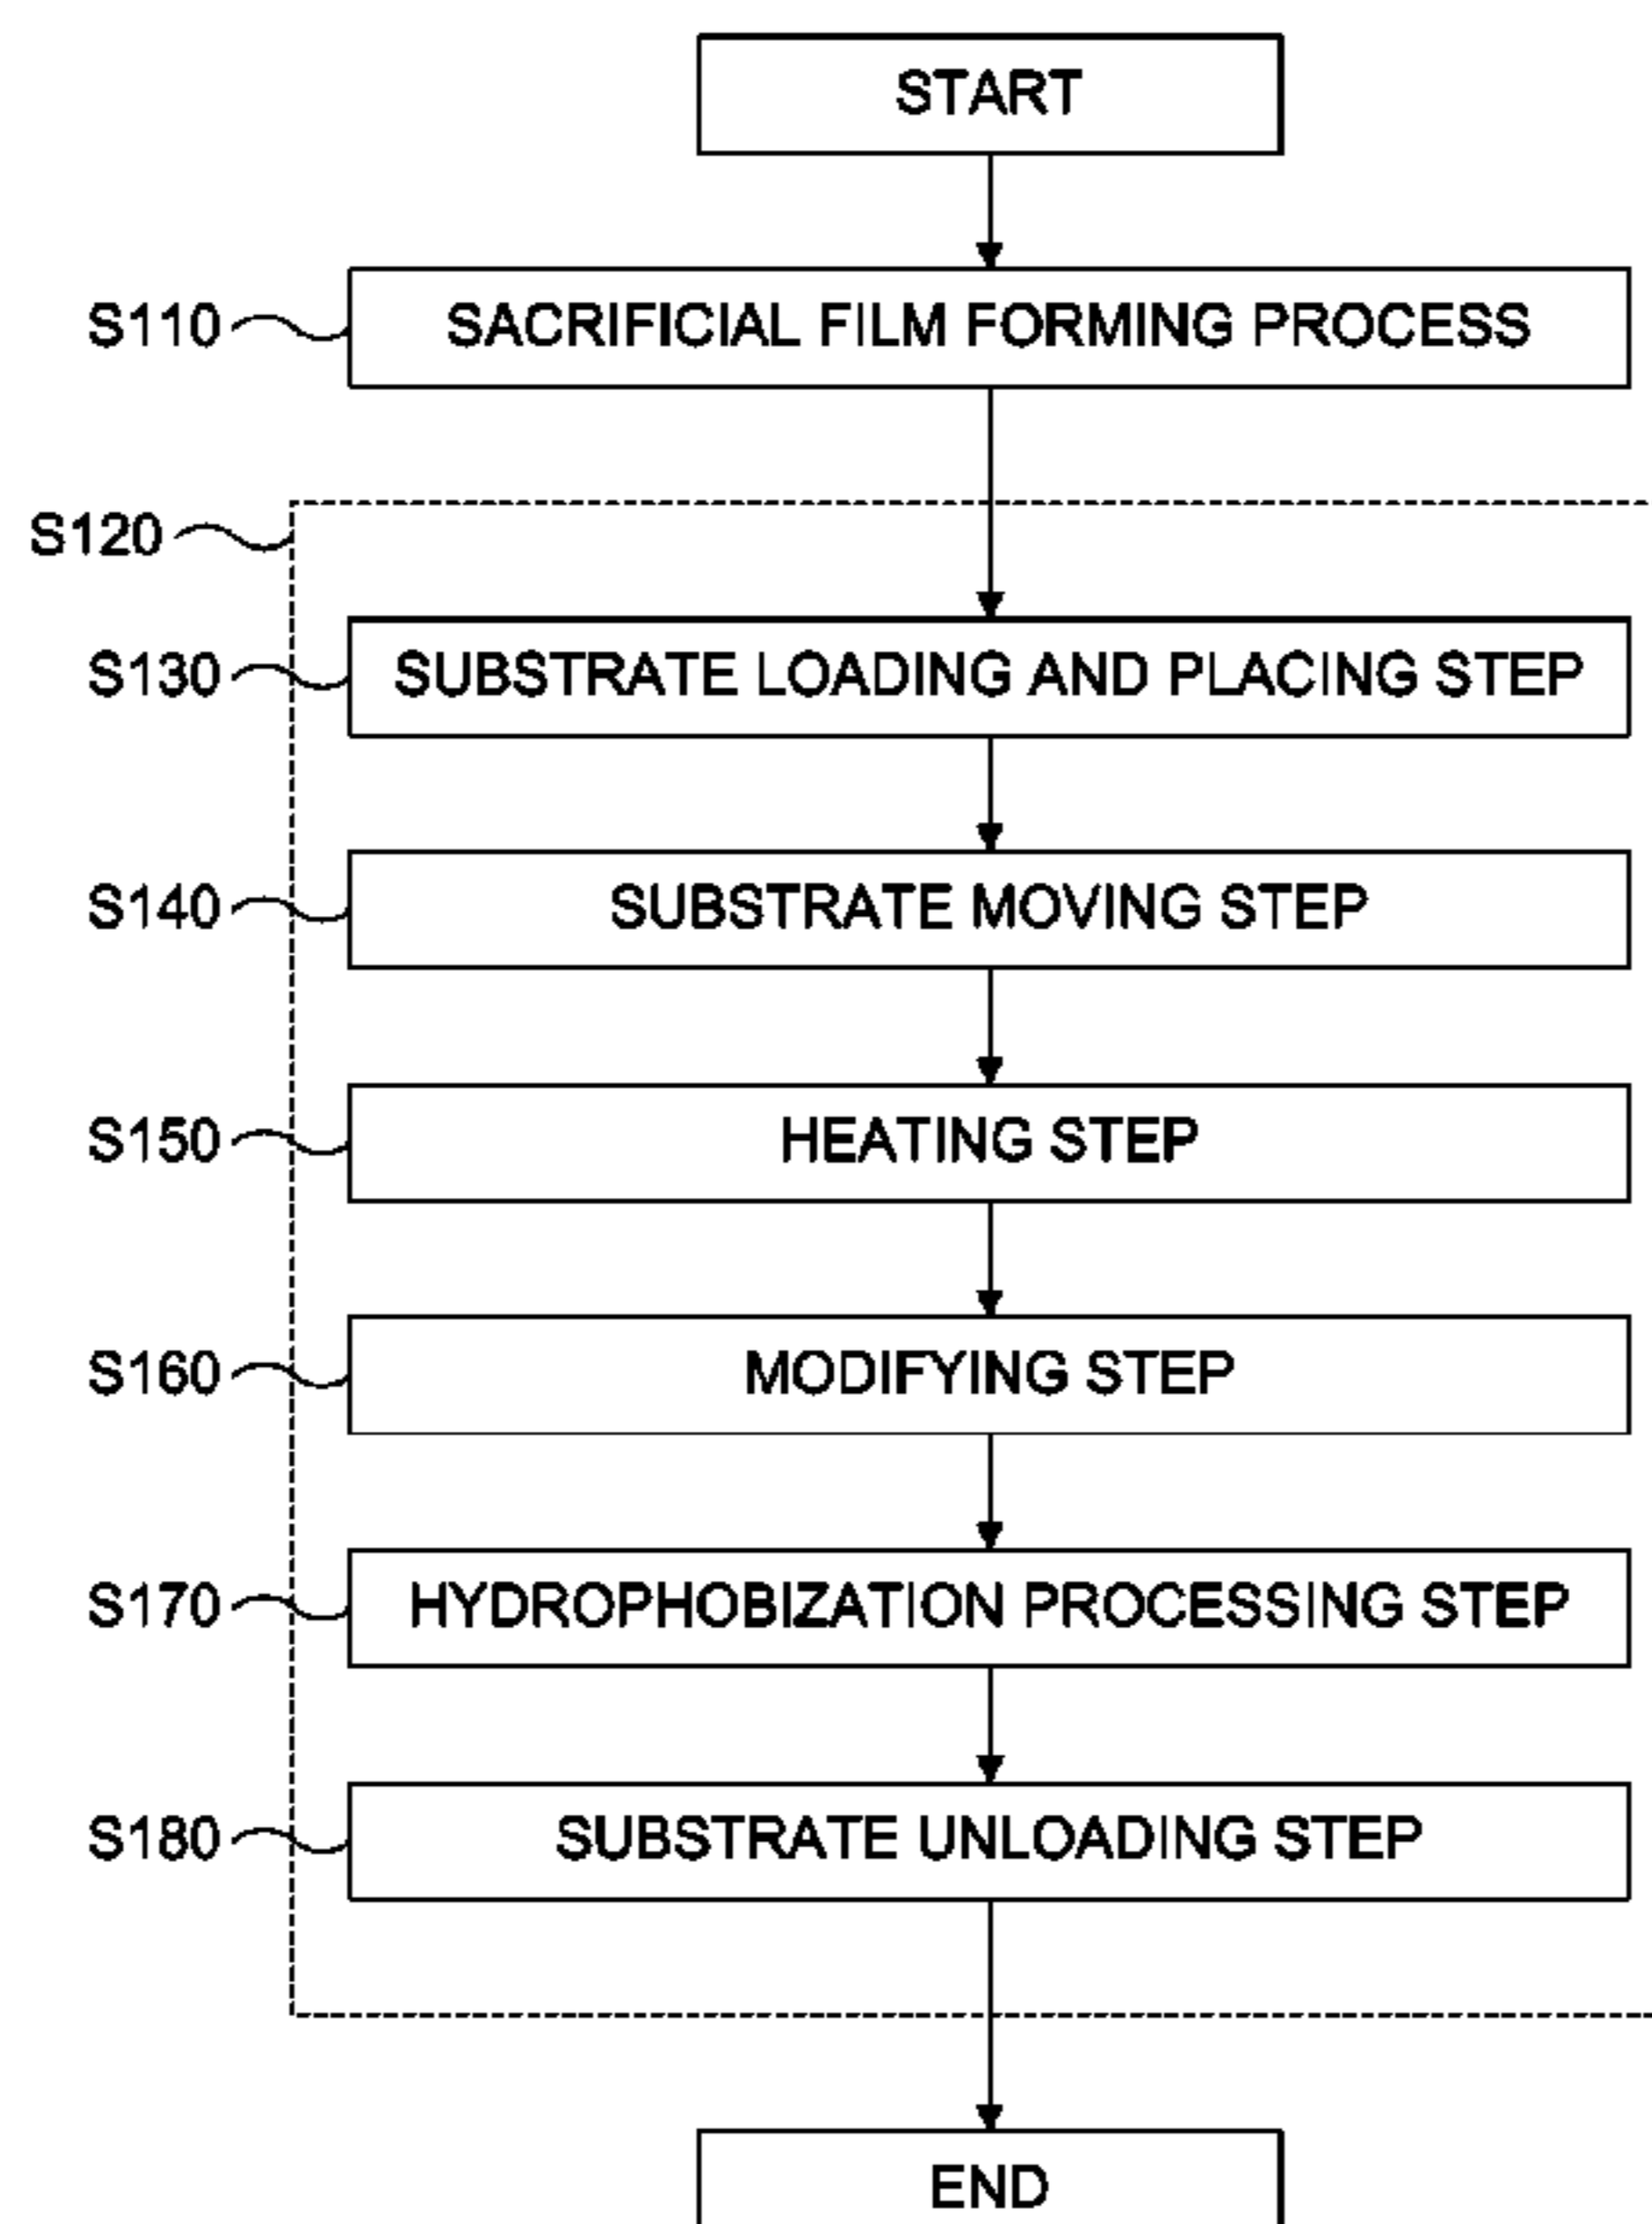 START
S110 SACRIFICIAL FILM FORMING PROCESS
S120
S130 SUBSTRATE LOADING AND PLACING STEP
S140 SUBSTRATE MOVING STEP
S150 HEATING STEP
S160 MODIFYING STEP
S170 HYDROPHOBIZATION PROCESSING STEP
S180 SUBSTRATE UNLOADING STEP
END